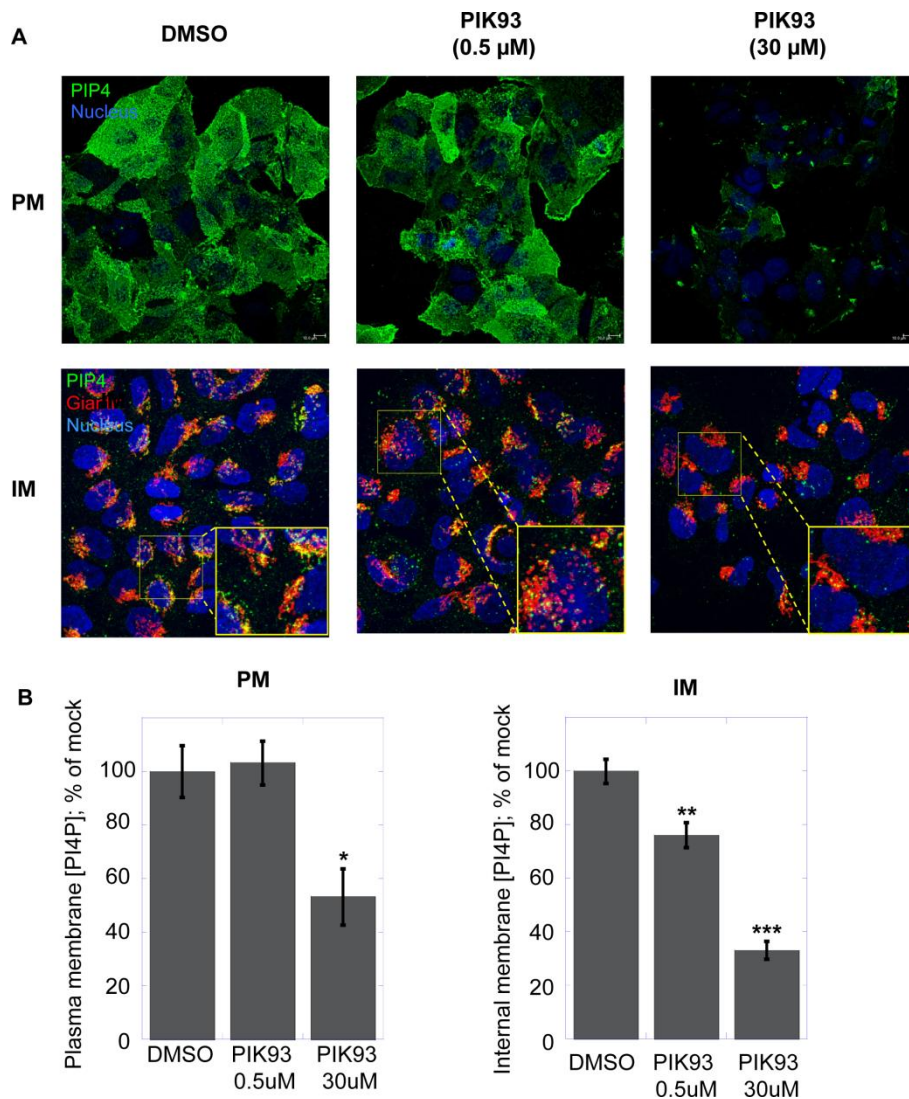 A
DMSO
PIK93
(0.5 µM)
PIK93
(30 µM)
PM
PIP4
Nucleus
IM
PIP4
Nucleus
B
PM
Plasma membrane [PI4P]; % of mock
100
80
60
40
20
0
*
DMSO
PIK93
0.5uM
PIK93
30uM
IM
Internal membrane [PI4P]; % of mock
100
80
60
40
20
0
**
***
DMSO
PIK93
0.5uM
PIK93
30uM